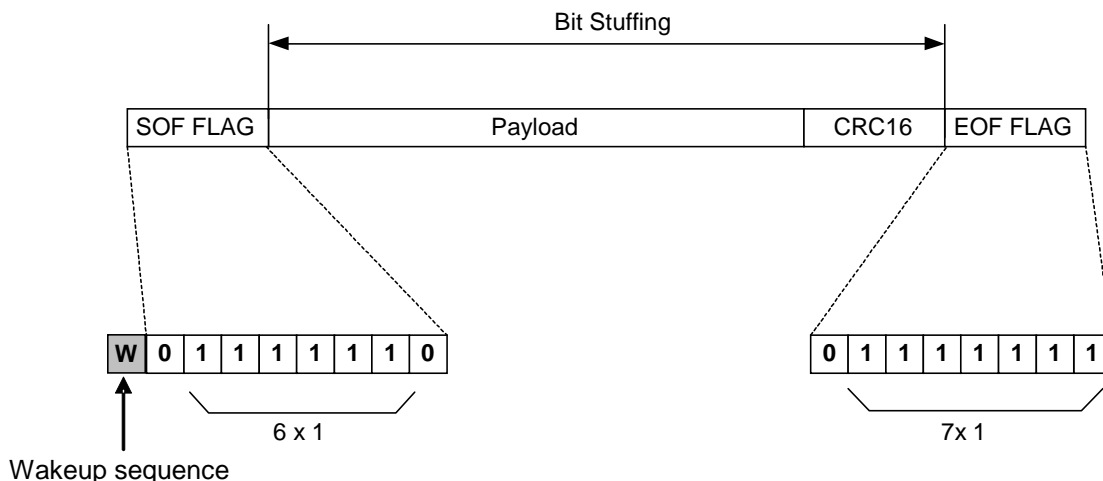 Bit Stuffing
SOF FLAG Payload CRC16 EOF FLAG
W 0 1 1 1 1 1 1 0 0 1 1 1 1 1 1 1
6 x 1 7x 1
Wakeup sequence